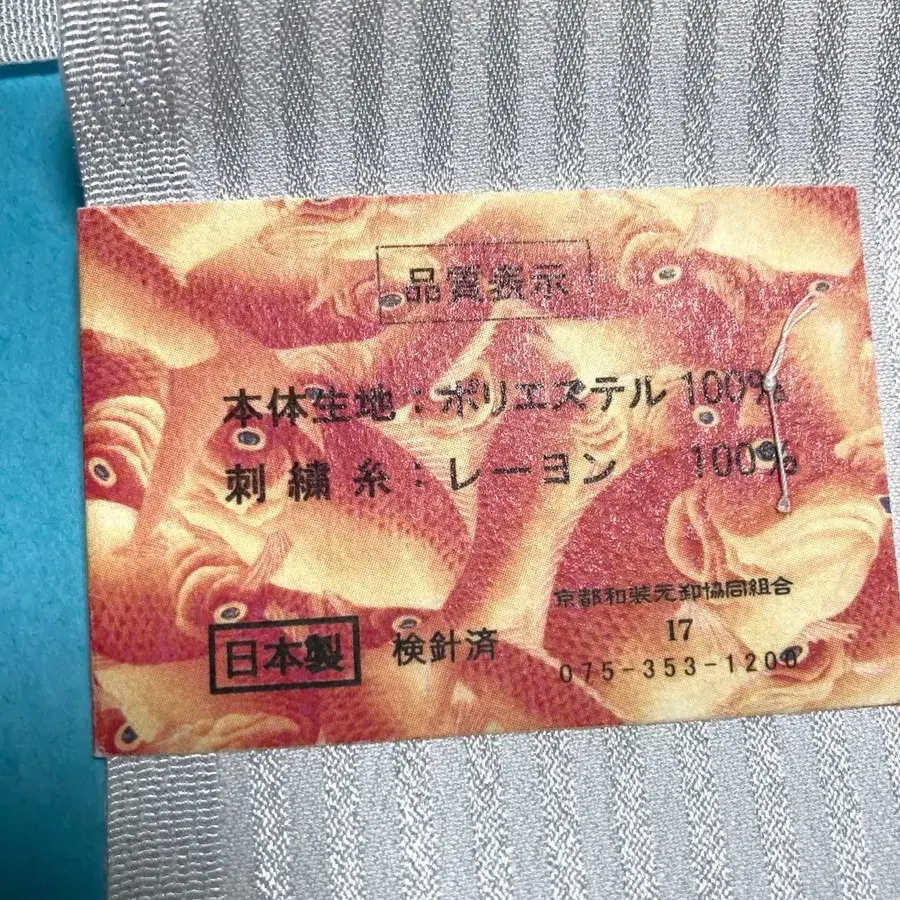 品質表示
本体生地:ポリエステル 100%
刺繍糸:レーヨン 100%
京都和装元卸協同組合
17
075-353-1200
日本製 検針済